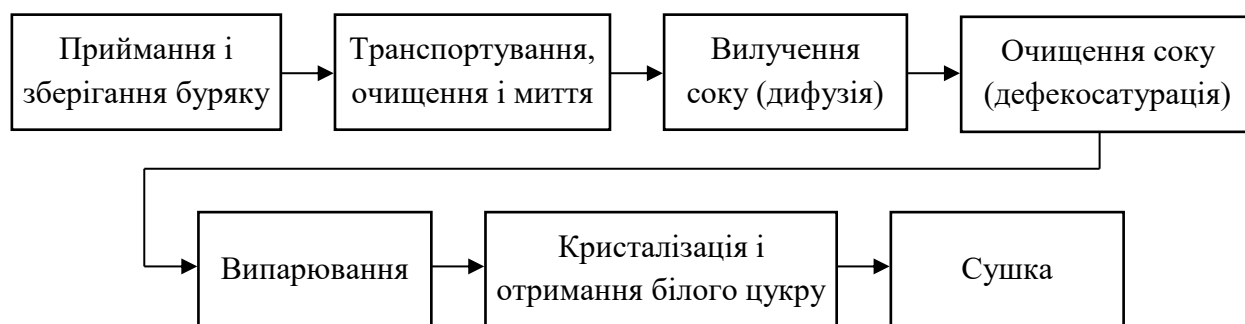 Приймання і
зберігання буряку
Транспортування,
очищення і миття
Вилучення
соку (дифузія)
Очищення соку
(дефекосатурація)
Випарювання
Кристалізація і
отримання білого цукру
Сушка